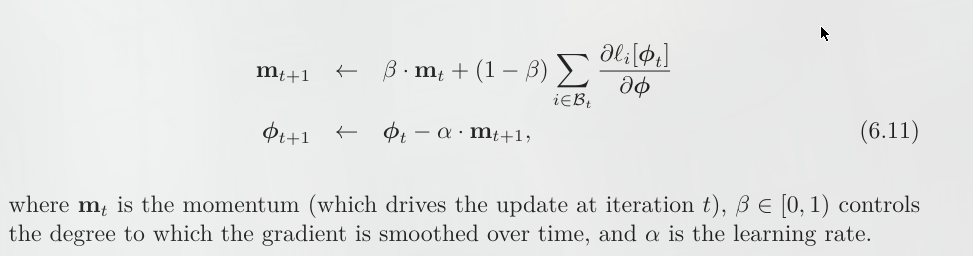 m_{t+1} ← β · m_t + (1 − β) ∑_{i∈ℬ_t} ∂ℓ_i[ϕ_t] / ∂ϕ
ϕ_{t+1} ← ϕ_t − α · m_{t+1}, (6.11)
where m_t is the momentum (which drives the update at iteration t), β ∈ [0, 1) controls
the degree to which the gradient is smoothed over time, and α is the learning rate.